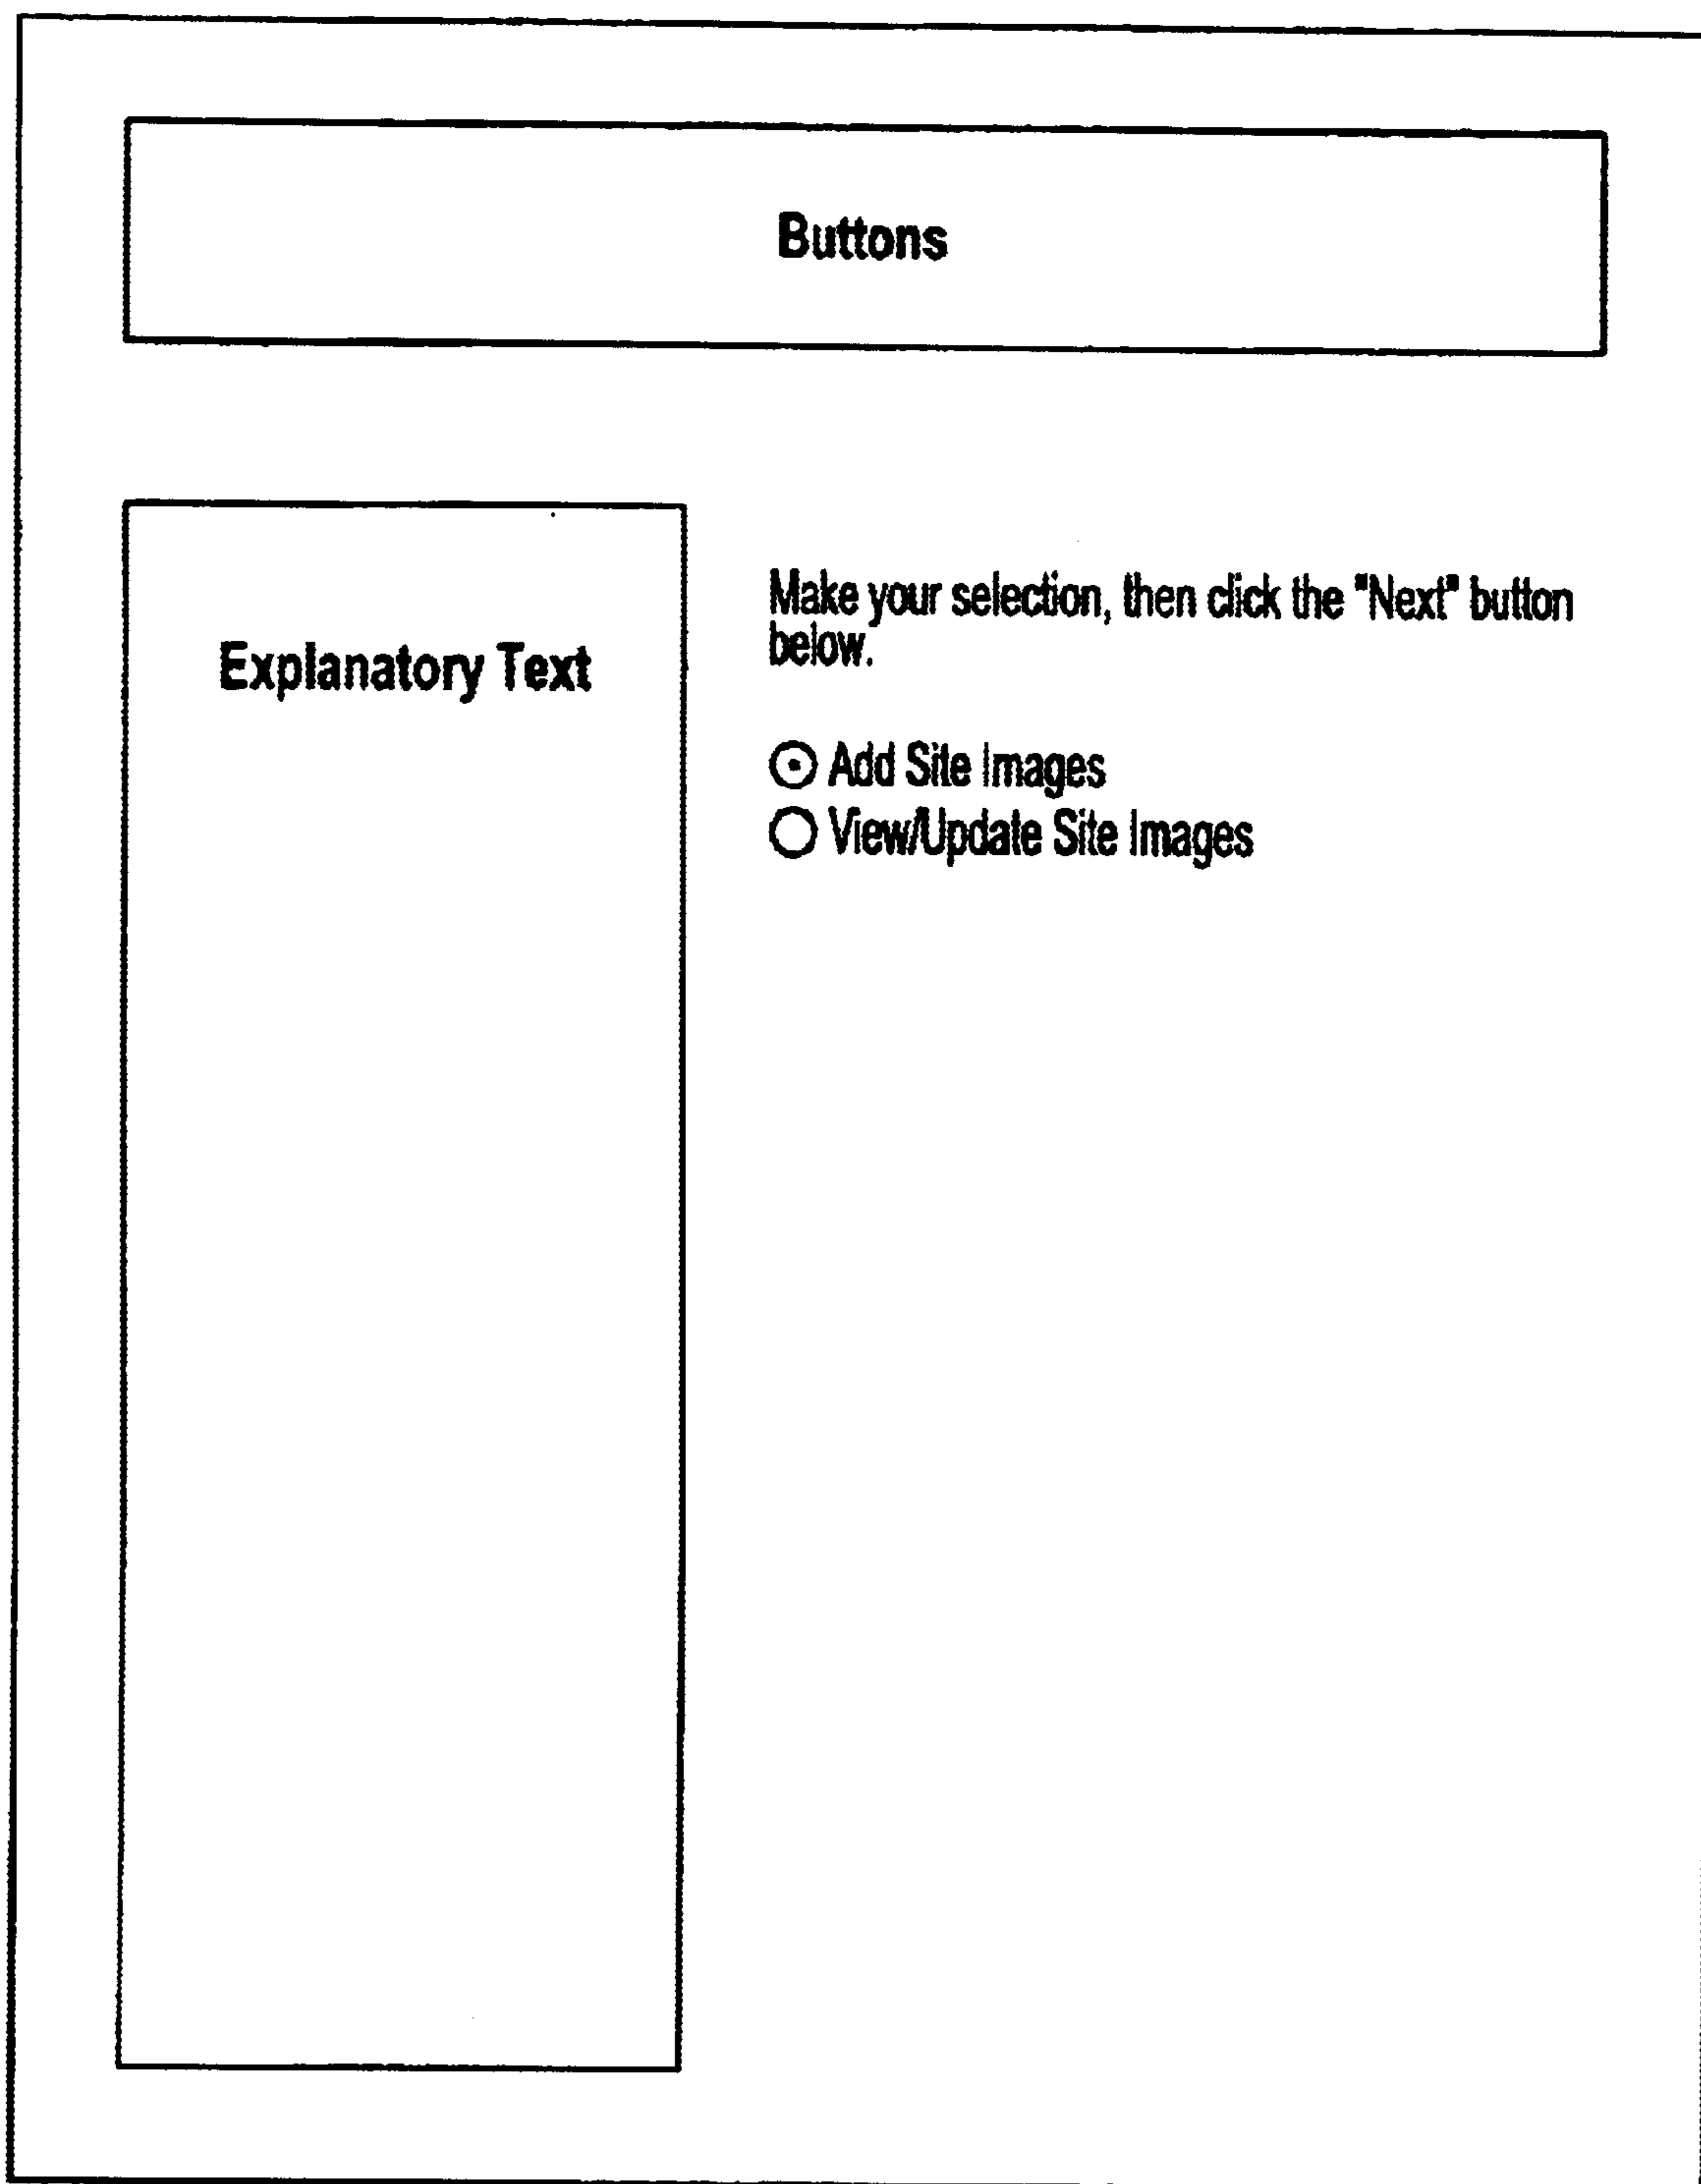 Buttons
Explanatory Text
Make your selection, then click the "Next" button
below.
Add Site Images
View/Update Site Images